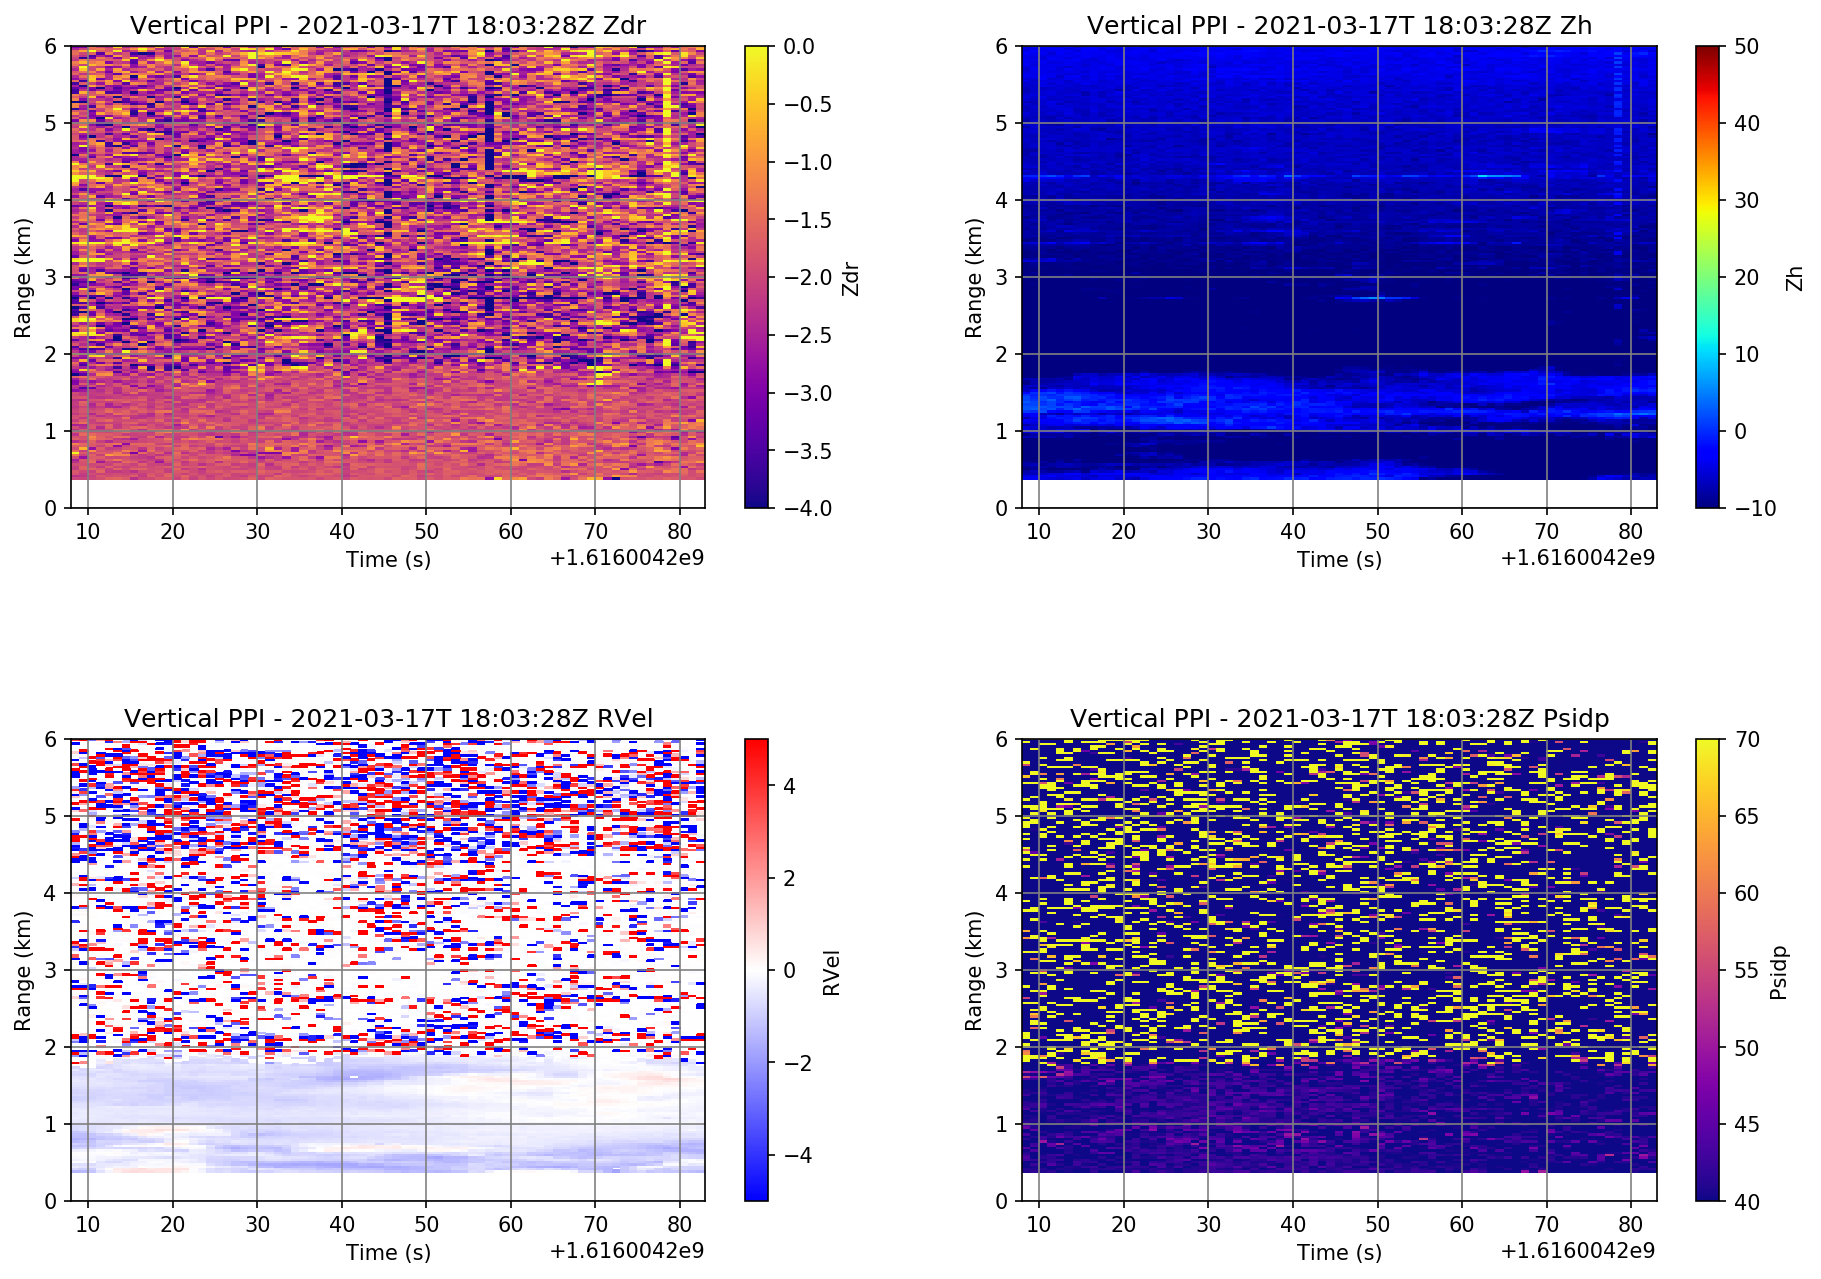 Vertical PPI - 2021-03-17T 18:03:28Z Zdr
6
5
4
3
2
1
0
Range (km)
10 20 30 40 50 60 70 80
Time (s)
+1.6160042e9
0.0
−0.5
−1.0
−1.5
−2.0
−2.5
−3.0
−3.5
−4.0
Zdr
Vertical PPI - 2021-03-17T 18:03:28Z Zh
6
5
4
3
2
1
0
Range (km)
10 20 30 40 50 60 70 80
Time (s)
+1.6160042e9
50
40
30
20
10
0
−10
Zh
Vertical PPI - 2021-03-17T 18:03:28Z RVel
6
5
4
3
2
1
0
Range (km)
10 20 30 40 50 60 70 80
Time (s)
+1.6160042e9
4
2
0
−2
−4
RVel
Vertical PPI - 2021-03-17T 18:03:28Z Psidp
6
5
4
3
2
1
0
Range (km)
10 20 30 40 50 60 70 80
Time (s)
+1.6160042e9
70
65
60
55
50
45
40
Psidp